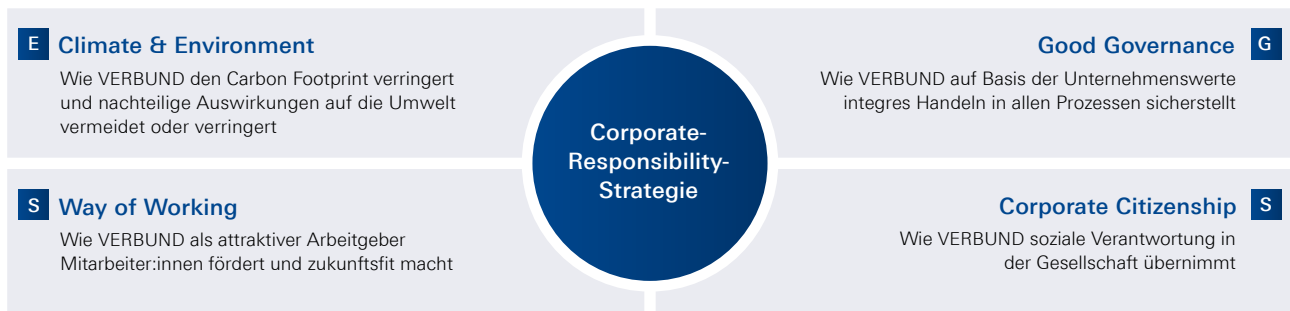 E Climate & Environment
Wie VERBUND den Carbon Footprint verringert
und nachteilige Auswirkungen auf die Umwelt
vermeidet oder verringert
Good Governance G
Wie VERBUND auf Basis der Unternehmenswerte
integres Handeln in allen Prozessen sicherstellt
Corporate-
Responsibility-
Strategie
S Way of Working
Wie VERBUND als attraktiver Arbeitgeber
Mitarbeiter:innen fördert und zukunftsfit macht
Corporate Citizenship S
Wie VERBUND soziale Verantwortung in
der Gesellschaft übernimmt